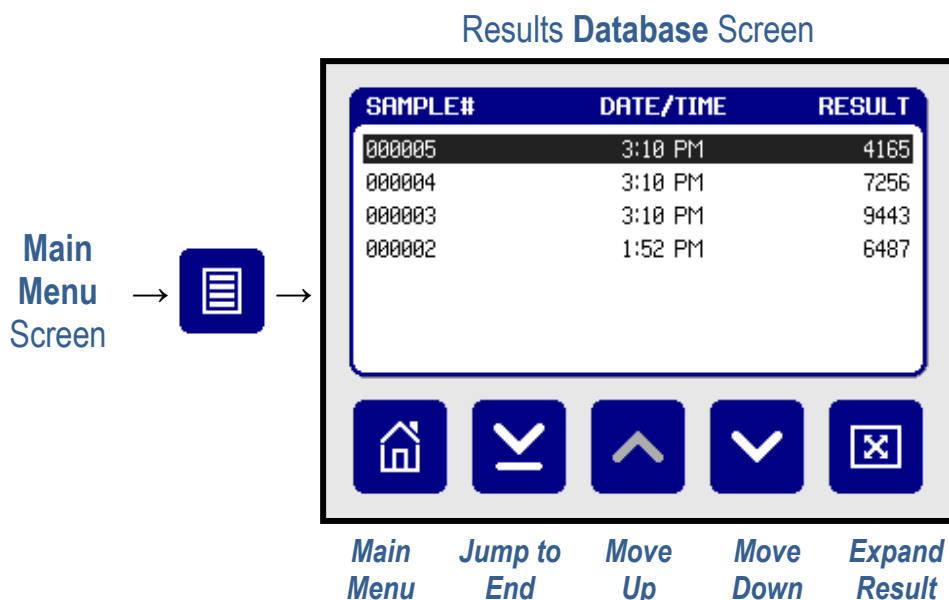 Results Database Screen
SAMPLE# DATE/TIME RESULT
000005 3:10 PM 4165
000004 3:10 PM 7256
000003 3:10 PM 9443
000002 1:52 PM 6487
Main
Menu
Screen
→ →
Main Jump to Move Move Expand
Menu End Up Down Result